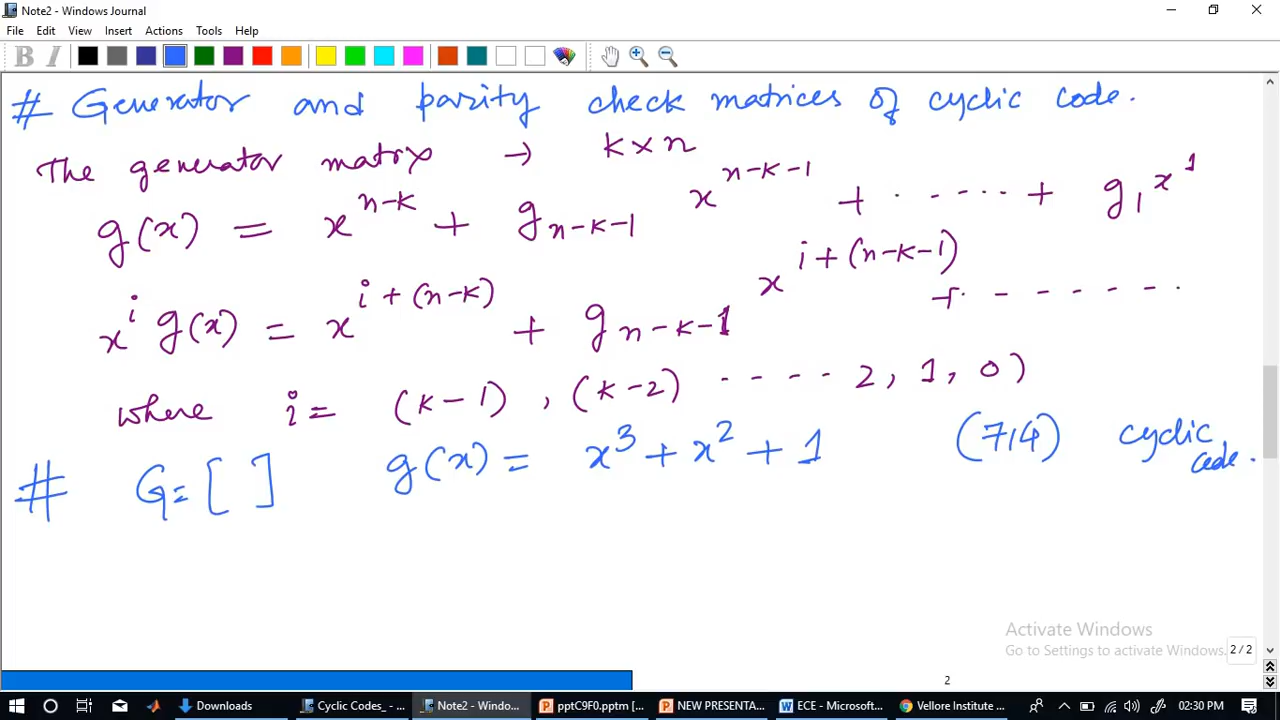 Note2 - Windows Journal
File Edit View Insert Actions Tools Help
B I
# Generator and parity check matrices of cyclic code.
The generator matrix → k × n
g(x) = x^{n-k} + g_{n-k-1} x^{n-k-1} + ........ + g_1 x^1
x^i g(x) = x^{i+(n-k)} + g_{n-k-1} x^{i+(n-k-1)} + - - - - - - .
where i = (k-1), (k-2) - - - - 2, 1, 0)
# G = [ ] g(x) = x^3 + x^2 + 1 (7,4) cyclic code.
Activate Windows
Go to Settings to activate Windows.
2 / 2
2
Downloads Cyclic Codes_ - ... Note2 - Windo... pptC9F0.pptm [... NEW PRESENTA... ECE - Microsoft... Vellore Institute ... 02:30 PM